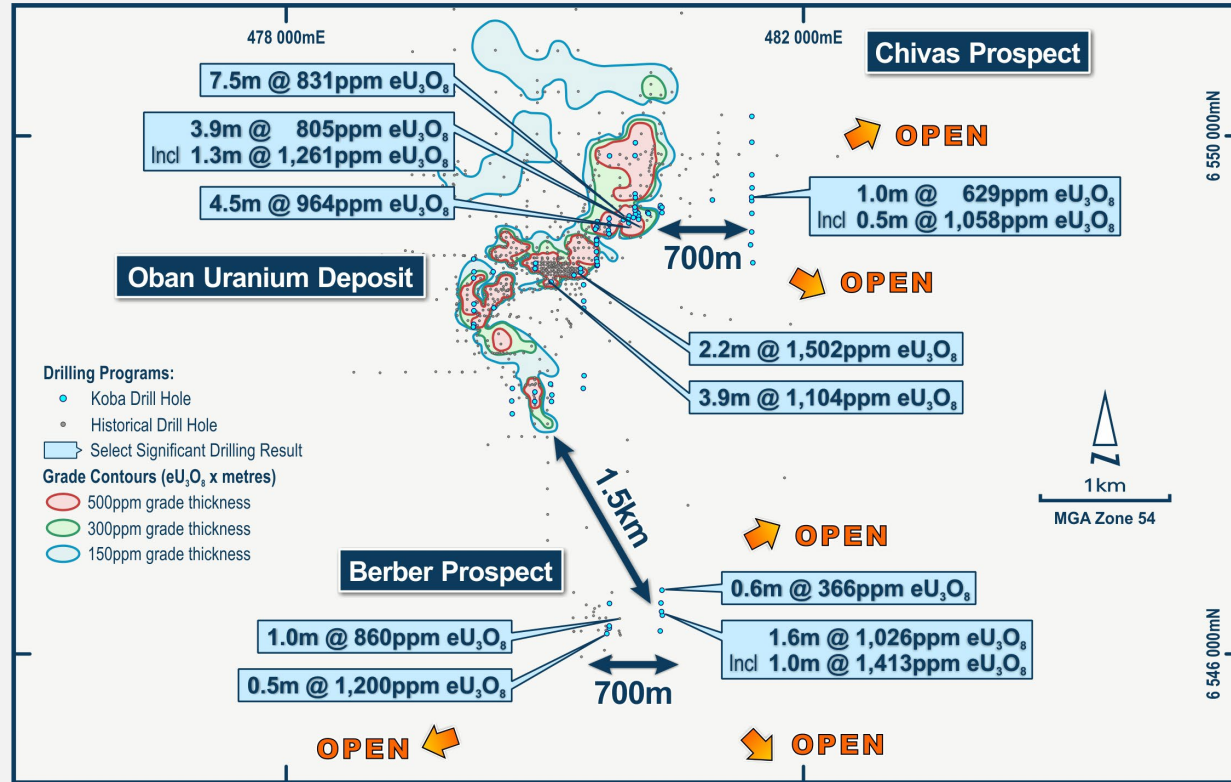 478 000mE
482 000mE
Chivas Prospect
7.5m @ 831ppm eU₃O₈
3.9m @ 805ppm eU₃O₈
Incl 1.3m @ 1,261ppm eU₃O₈
4.5m @ 964ppm eU₃O₈
OPEN
6 550 000mN
1.0m @ 629ppm eU₃O₈
Incl 0.5m @ 1,058ppm eU₃O₈
700m
Oban Uranium Deposit
OPEN
2.2m @ 1,502ppm eU₃O₈
3.9m @ 1,104ppm eU₃O₈
Drilling Programs:
Koba Drill Hole
Historical Drill Hole
Select Significant Drilling Result
Grade Contours (eU₃O₈ x metres)
500ppm grade thickness
300ppm grade thickness
150ppm grade thickness
N
1km
MGA Zone 54
1.5km
OPEN
Berber Prospect
0.6m @ 366ppm eU₃O₈
1.0m @ 860ppm eU₃O₈
1.6m @ 1,026ppm eU₃O₈
Incl 1.0m @ 1,413ppm eU₃O₈
0.5m @ 1,200ppm eU₃O₈
700m
6 546 000mN
OPEN
OPEN